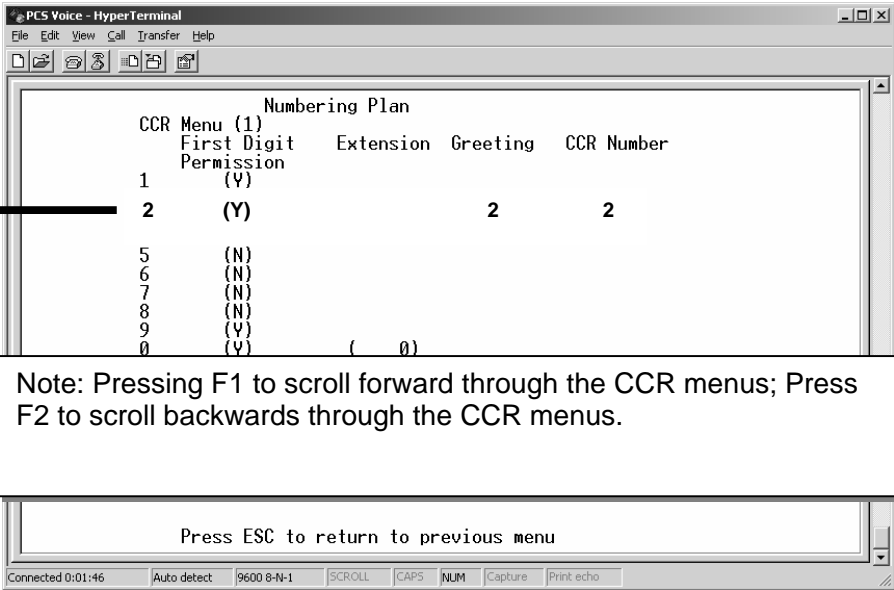 PCS Voice - HyperTerminal
File Edit View Call Transfer Help
Numbering Plan
CCR Menu (1)
First Digit Extension Greeting CCR Number
Permission
1 (Y)
2 (Y) 2 2
5 (N)
6 (N)
7 (N)
8 (N)
9 (Y)
0 (Y) ( 0)
Note: Pressing F1 to scroll forward through the CCR menus; Press
F2 to scroll backwards through the CCR menus.
Press ESC to return to previous menu
Connected 0:01:46 Auto detect 9600 8-N-1 SCROLL CAPS NUM Capture Print echo